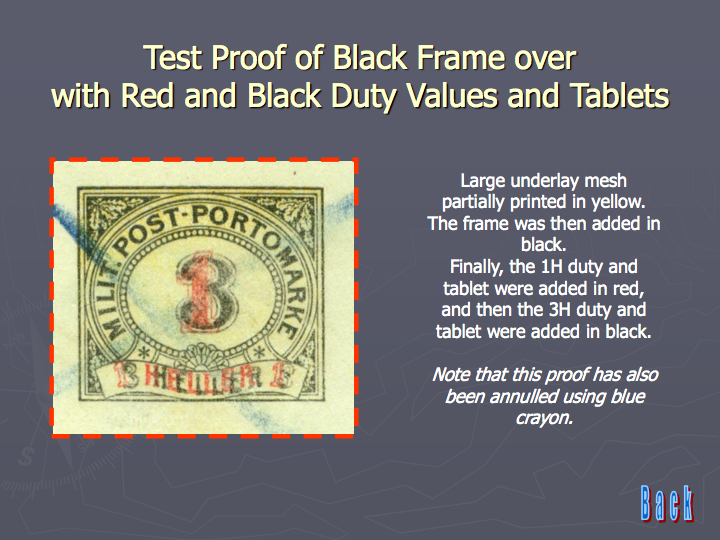 Test Proof of Black Frame over
with Red and Black Duty Values and Tablets
MILIT. POST-PORTOMARKE
1 3
HELLER
Large underlay mesh
partially printed in yellow.
The frame was then added in
black.
Finally, the 1H duty and
tablet were added in red,
and then the 3H duty and
tablet were added in black.
Note that this proof has also
been annulled using blue
crayon.
S
Back